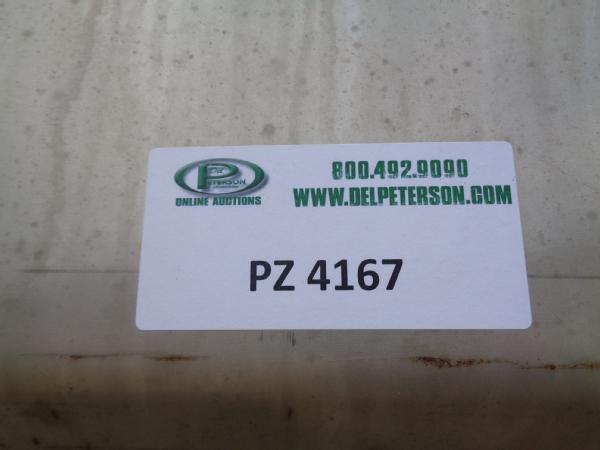 PETERSON
ONLINE AUCTIONS
800.492.9090
WWW.DELPETERSON.COM
PZ 4167